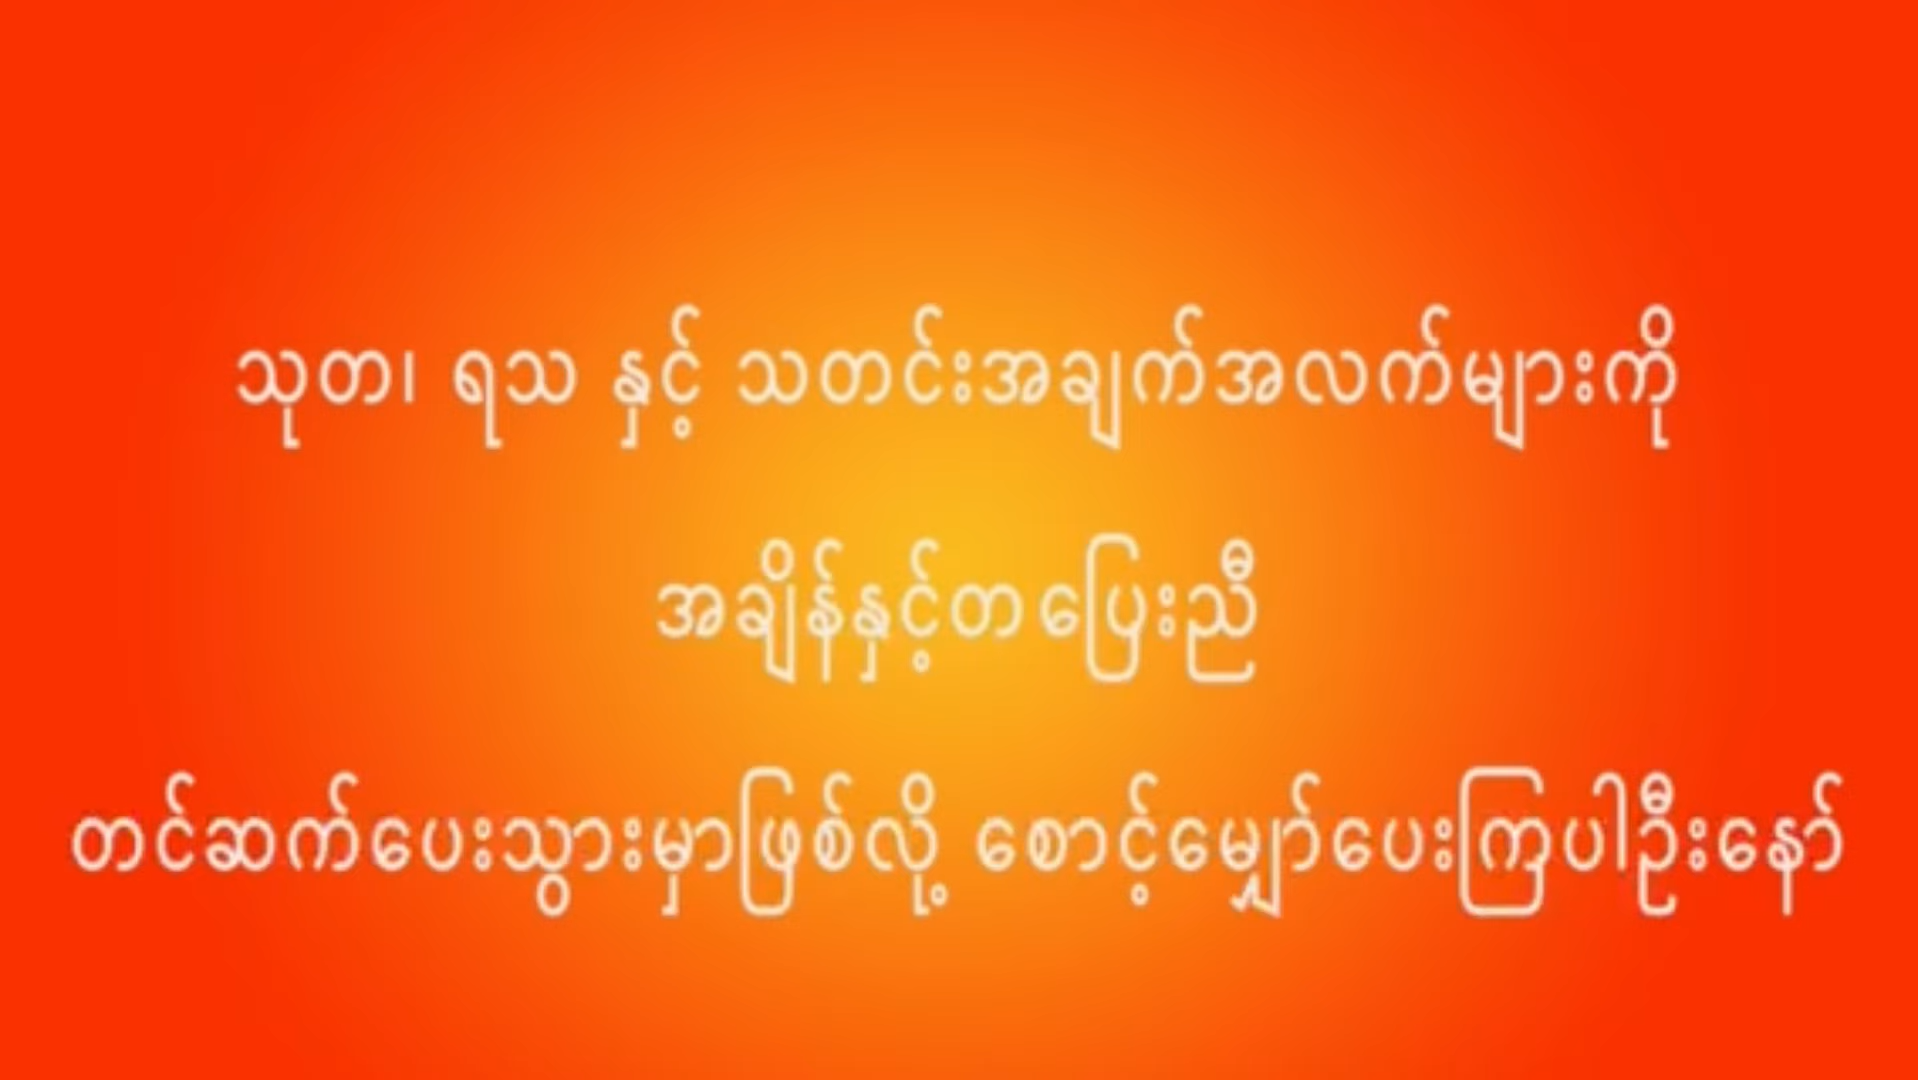 သုတ၊ ရသ နှင့် သတင်းအချက်အလက်များကို
အချိန်နှင့်တပြေးညီ
တင်ဆက်ပေးသွားမှာဖြစ်လို့ စောင့်မျှော်ပေးကြပါဦးနော်